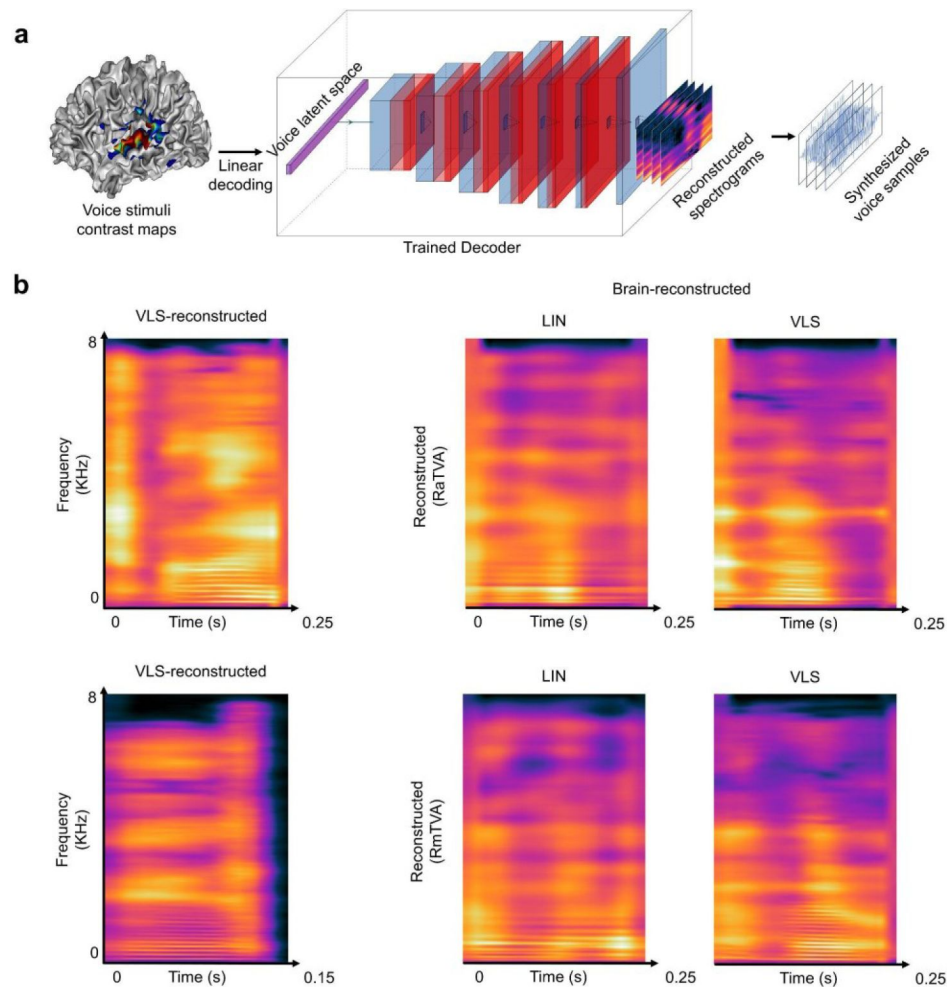 a
Voice stimuli
contrast maps
Linear
decoding
Voice latent space
Trained Decoder
Reconstructed
spectrograms
Synthesized
voice samples
b
Brain-reconstructed
VLS-reconstructed
LIN
VLS
8
Frequency
(KHz)
0
0
Time (s)
0.25
Reconstructed
(RaTVA)
0
Time (s)
0.25
Time (s)
0.25
VLS-reconstructed
LIN
VLS
8
Frequency
(KHz)
0
0
Time (s)
0.15
Reconstructed
(RmTVA)
0
Time (s)
0.25
Time (s)
0.25